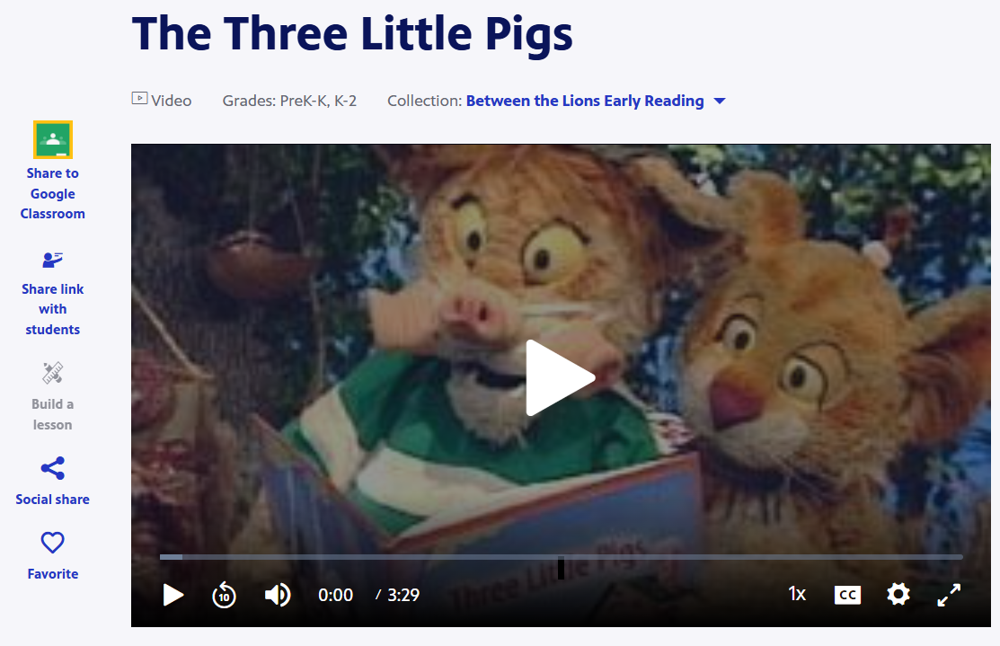 The Three Little Pigs
Video Grades: PreK-K, K-2 Collection: Between the Lions Early Reading
Share to
Google
Classroom
Share link
with
students
Build a
lesson
Social share
Favorite
Three Little Pigs
10 0:00 / 3:29 1x CC